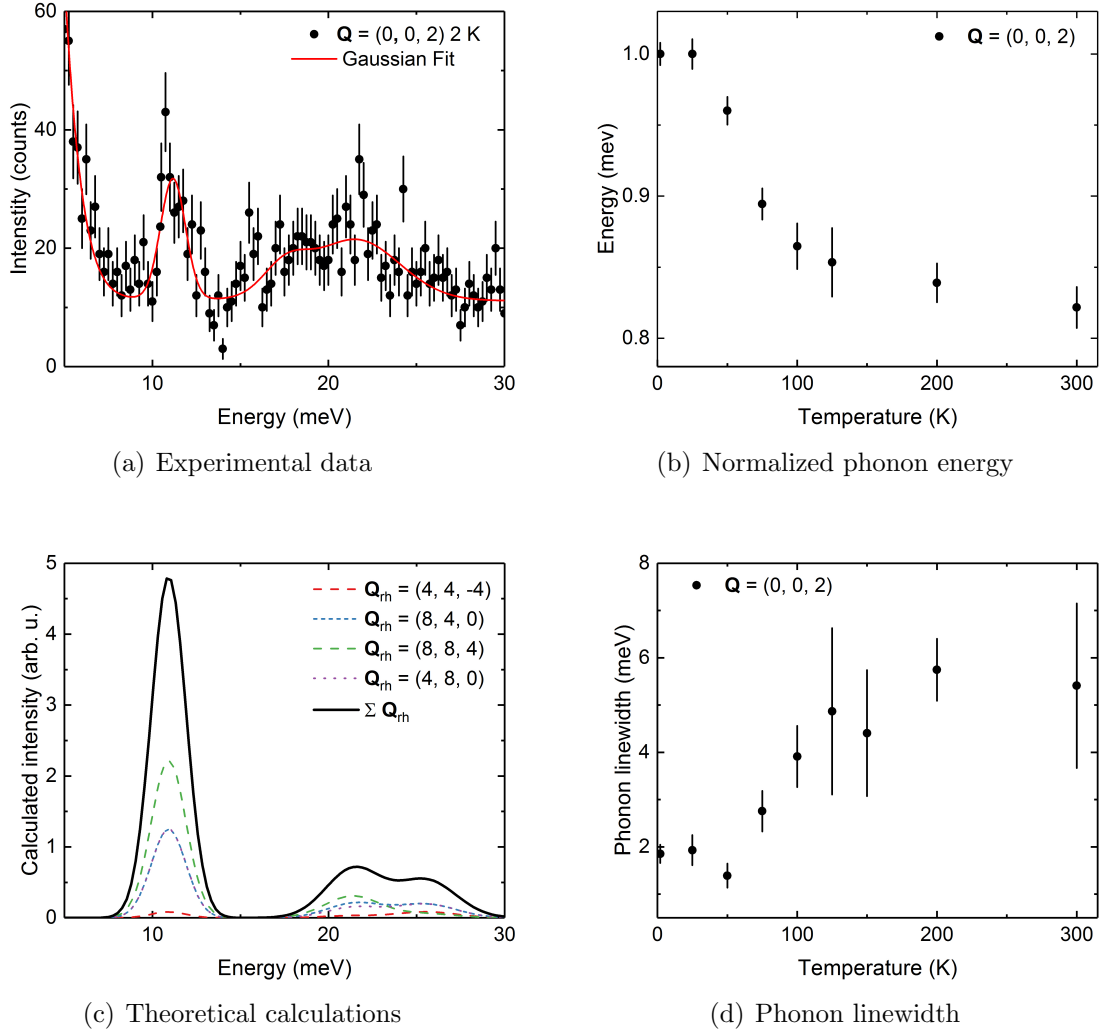 60
40
20
0
10
20
30
Intenstity (counts)
Energy (meV)
Q = (0, 0, 2) 2 K
Gaussian Fit
(a) Experimental data
1.0
0.9
0.8
0
100
200
300
Energy (mev)
Temperature (K)
Q = (0, 0, 2)
(b) Normalized phonon energy
5
4
3
2
1
0
10
20
30
Calculated intensity (arb. u.)
Energy (meV)
Qrh = (4, 4, -4)
Qrh = (8, 4, 0)
Qrh = (8, 8, 4)
Qrh = (4, 8, 0)
Σ Qrh
(c) Theoretical calculations
8
6
4
2
0
100
200
300
Phonon linewidth (meV)
Temperature (K)
Q = (0, 0, 2)
(d) Phonon linewidth